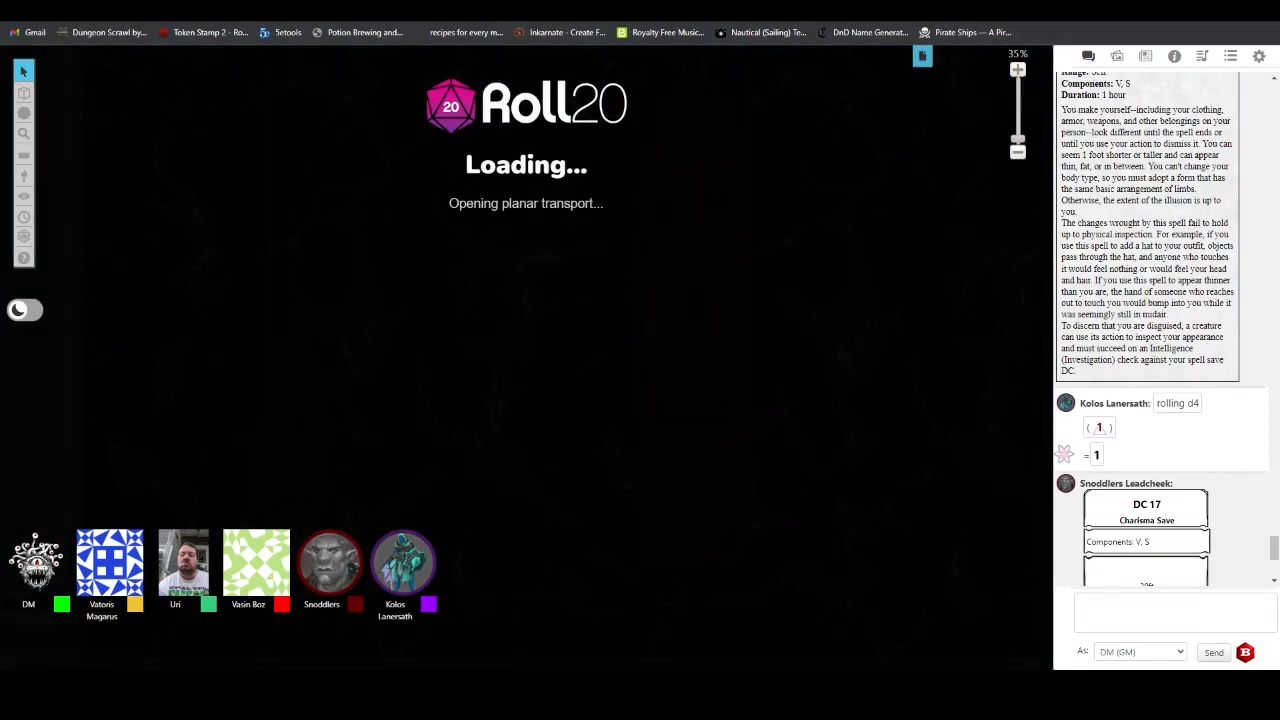 Gmail
Dungeon Scrawl by...
Token Stamp 2 - Ro...
5etools
Potion Brewing and...
recipes for every m...
Inkarnate - Create F...
Royalty Free Music...
Nautical (Sailing) Te...
DnD Name Generat...
Pirate Ships — A Pir...
20
Roll20
Loading...
Opening planar transport...
35%
Range: Self
Components: V, S
Duration: 1 hour
You make yourself--including your clothing,
armor, weapons, and other belongings on your
person--look different until the spell ends or
until you use your action to dismiss it. You can
seem 1 foot shorter or taller and can appear
thin, fat, or in between. You can't change your
body type, so you must adopt a form that has
the same basic arrangement of limbs.
Otherwise, the extent of the illusion is up to
you.
The changes wrought by this spell fail to hold
up to physical inspection. For example, if you
use this spell to add a hat to your outfit, objects
pass through the hat, and anyone who touches
it would feel nothing or would feel your head
and hair. If you use this spell to appear thinner
than you are, the hand of someone who reaches
out to touch you would bump into you while it
was seemingly still in midair.
To discern that you are disguised, a creature
can use its action to inspect your appearance
and must succeed on an Intelligence
(Investigation) check against your spell save
DC.
Kolos Lanersath: rolling d4
( 1 )
= 1
Snoddlers Leadcheek:
DC 17
Charisma Save
Components: V, S
DM
Vatoris
Magarus
Uri
Vasin Boz
Snoddlers
Kolos
Lanersath
As: DM (GM) Send B